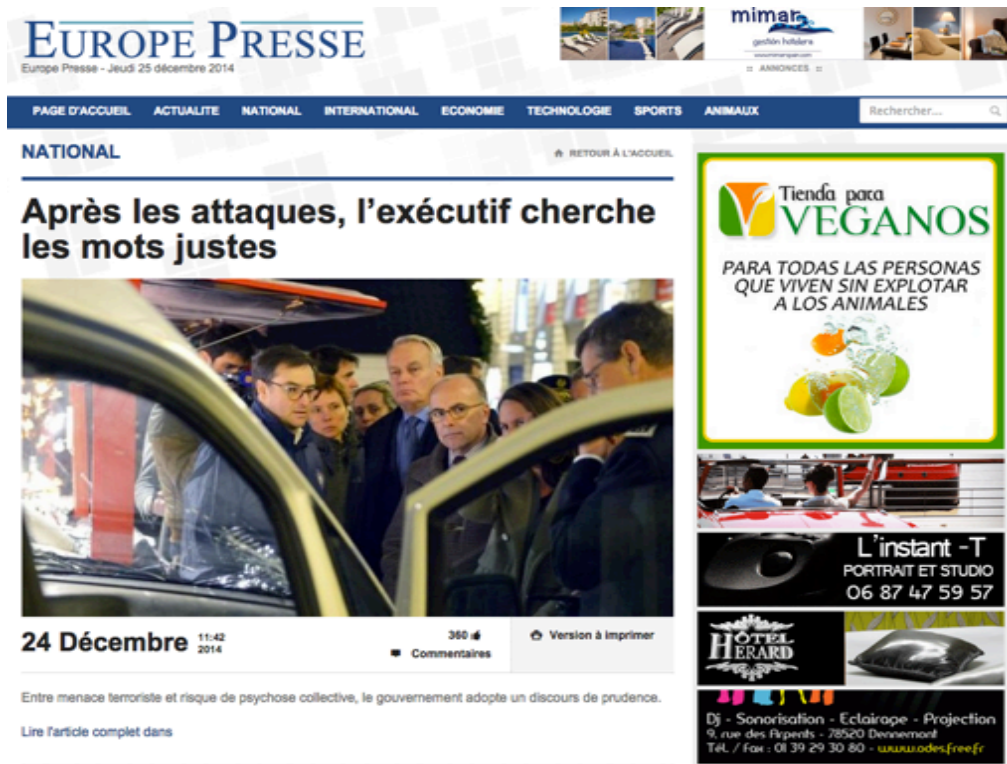 EUROPE PRESSE
Europe Presse - Jeudi 25 décembre 2014
mimar
gestión hotelera
:: ANNONCES ::
PAGE D'ACCUEIL ACTUALITE NATIONAL INTERNATIONAL ECONOMIE TECHNOLOGIE SPORTS ANIMAUX Rechercher...
NATIONAL
RETOUR À L'ACCUEIL
Après les attaques, l'exécutif cherche
les mots justes
24 Décembre 11:42
2014
360
Commentaires
Version à imprimer
Entre menace terroriste et risque de psychose collective, le gouvernement adopte un discours de prudence.
Lire l'article complet dans
Tienda para
VEGANOS
PARA TODAS LAS PERSONAS
QUE VIVEN SIN EXPLOTAR
A LOS ANIMALES
L'instant -T
PORTRAIT ET STUDIO
06 87 47 59 57
HÔTEL
HERARD
Dj - Sonorisation - Eclairage - Projection
9, rue des Arpents - 78520 Dennemont
Tél. / fax : 01 39 29 30 80 - www.odes.free.fr